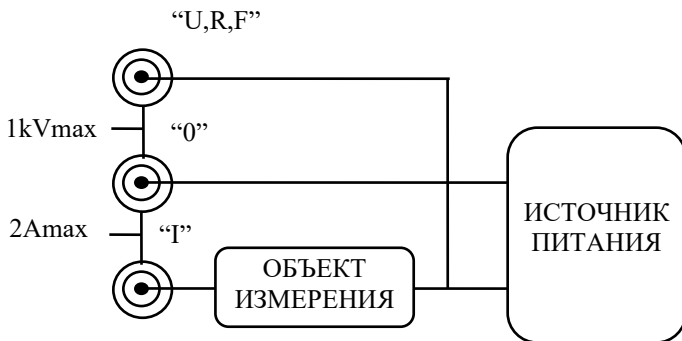 “U,R,F”
1kVmax
“0”
2Amax
“I”
ОБЪЕКТ
ИЗМЕРЕНИЯ
ИСТОЧНИК
ПИТАНИЯ